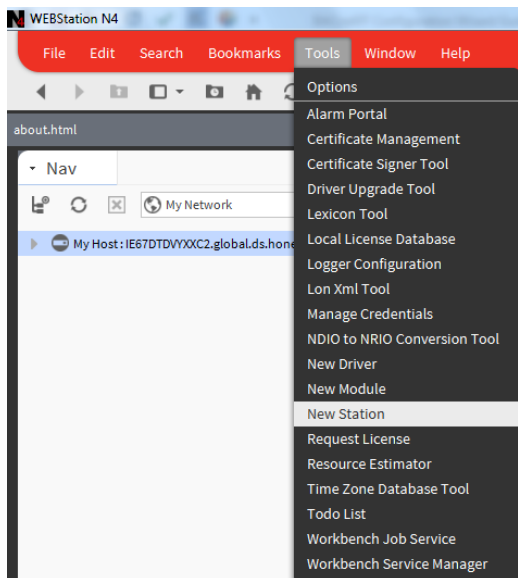 WEBStation N4
File Edit Search Bookmarks Tools Window Help
about.html
Nav
My Network
My Host : IE67DTDVYXXC2.global.ds.hone
Options
Alarm Portal
Certificate Management
Certificate Signer Tool
Driver Upgrade Tool
Lexicon Tool
Local License Database
Logger Configuration
Lon Xml Tool
Manage Credentials
NDIO to NRIO Conversion Tool
New Driver
New Module
New Station
Request License
Resource Estimator
Time Zone Database Tool
Todo List
Workbench Job Service
Workbench Service Manager